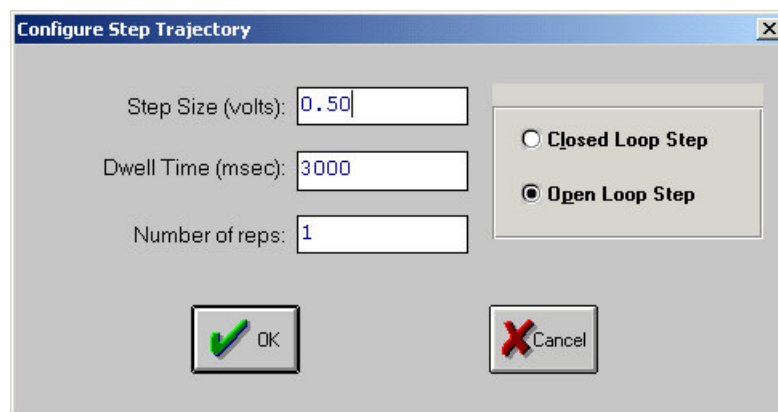 Configure Step Trajectory
Step Size (volts): 0.50
Dwell Time (msec): 3000
Number of reps: 1
Closed Loop Step
Open Loop Step
OK
Cancel